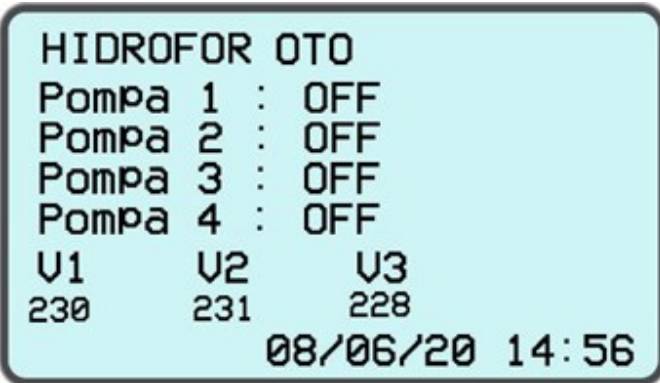 HIDROFOR OTO
Pompa 1 : OFF
Pompa 2 : OFF
Pompa 3 : OFF
Pompa 4 : OFF
V1 V2 V3
230 231 228
08/06/20 14:56